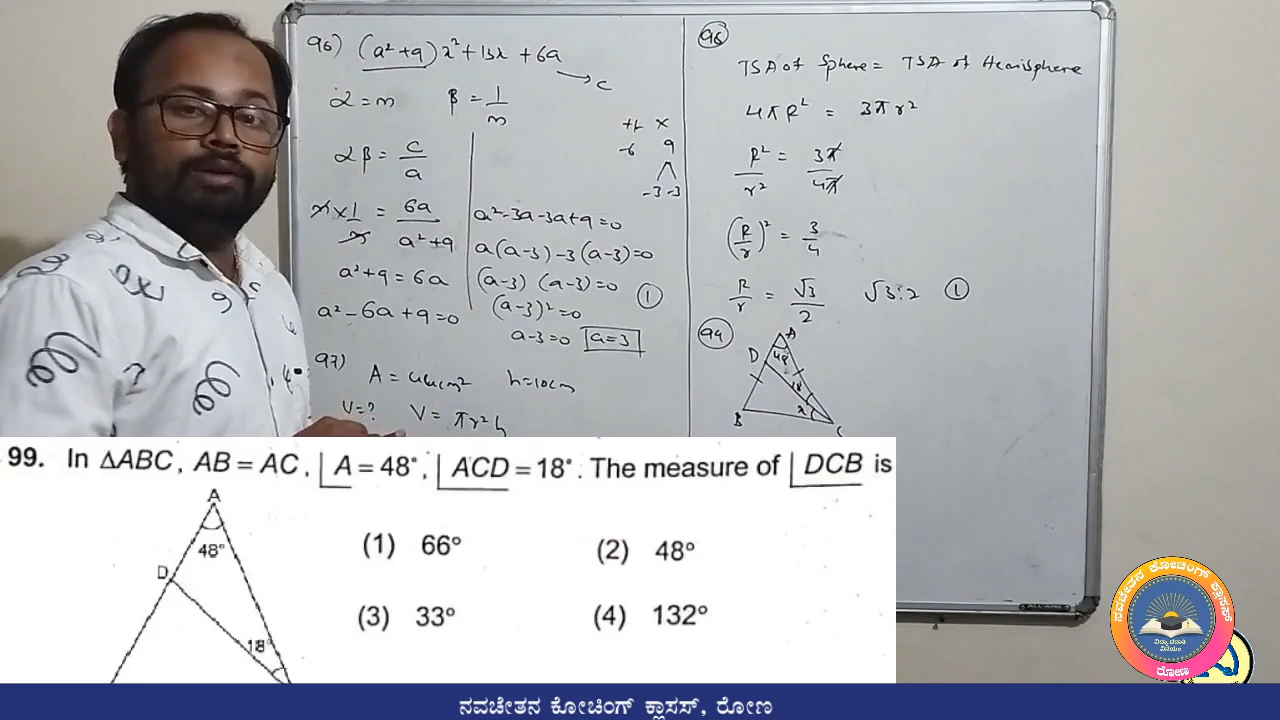 96) (a²+9)x²+13x+6a
→ c
α = m β = 1/m
αβ = c/a
m × 1/m = 6a/a²+9
a²+9 = 6a
a²-6a+9=0
+/- ×
-6 9
-3 -3
a²-3a-3a+9=0
a(a-3)-3(a-3)=0
(a-3) (a-3)=0
(a-3)²=0
①
a-3=0 a=3
97)
h=10cm
V=? V= πr²h
98
TSA of Sphere = TSA of Hemisphere
4πR² = 3πr²
R²/r² = 3π/4π
(R/r)² = 3/4
R/r = √3/2 √3:2 ①
99
A
D 48°
18
x
B C
99. In ΔABC, AB = AC, ∠A = 48°, ∠ACD = 18°. The measure of ∠DCB is
A
48°
D
18°
(1) 66° (2) 48°
(3) 33° (4) 132°
ನವಚೇತನ ಕೋಚಿಂಗ್ ಕ್ಲಾಸಸ್
ರೋಣ
ನವಚೇತನ ಕೋಚಿಂಗ್ ಕ್ಲಾಸಸ್, ರೋಣ